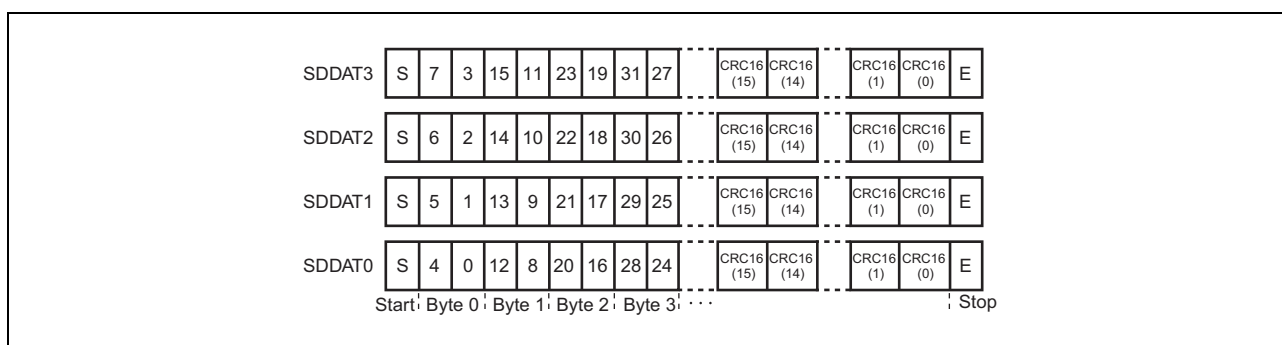 SDDAT3 S 7 3 15 11 23 19 31 27 CRC16 (15) CRC16 (14) CRC16 (1) CRC16 (0) E
SDDAT2 S 6 2 14 10 22 18 30 26 CRC16 (15) CRC16 (14) CRC16 (1) CRC16 (0) E
SDDAT1 S 5 1 13 9 21 17 29 25 CRC16 (15) CRC16 (14) CRC16 (1) CRC16 (0) E
SDDAT0 S 4 0 12 8 20 16 28 24 CRC16 (15) CRC16 (14) CRC16 (1) CRC16 (0) E
Start Byte 0 Byte 1 Byte 2 Byte 3 · · · Stop